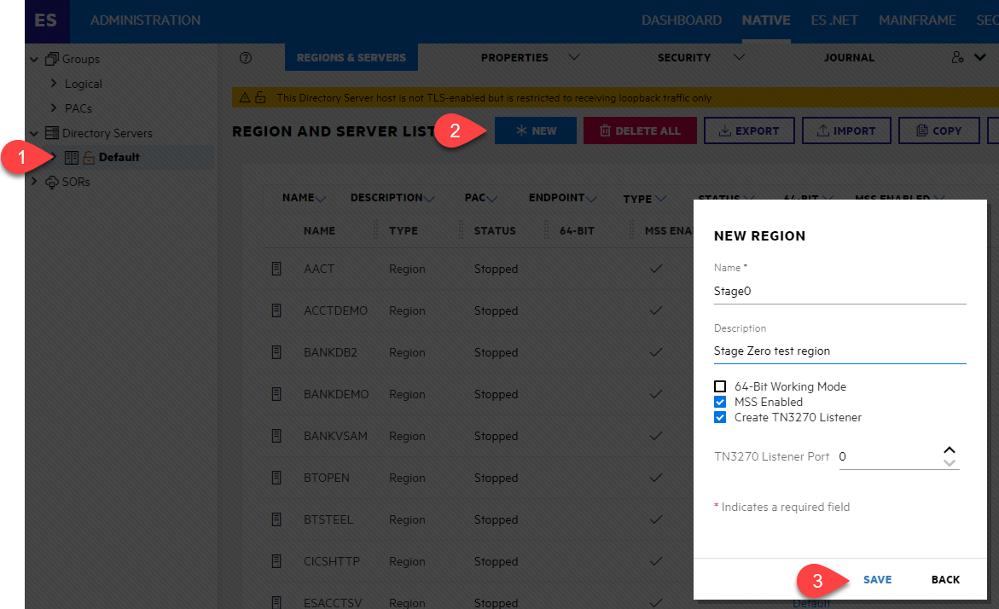 ES ADMINISTRATION DASHBOARD NATIVE ES .NET MAINFRAME SEC
Groups
Logical
PACs
Directory Servers
1 Default
SORs
REGIONS & SERVERS PROPERTIES SECURITY JOURNAL
This Directory Server host is not TLS-enabled but is restricted to receiving loopback traffic only
REGION AND SERVER LIST 2 NEW DELETE ALL EXPORT IMPORT COPY
NAME DESCRIPTION PAC ENDPOINT TYPE STATUS 64-BIT MSS ENABLED
NAME TYPE STATUS 64-BIT MSS ENA
AACT Region Stopped
ACCTDEMO Region Stopped
BANKDB2 Region Stopped
BANKDEMO Region Stopped
BANKVSAM Region Stopped
BTOPEN Region Stopped
BTSTEEL Region Stopped
CICSHTTP Region Stopped
ESACCTSV Region Stopped Default
NEW REGION
Name *
Stage0
Description
Stage Zero test region
64-Bit Working Mode
MSS Enabled
Create TN3270 Listener
TN3270 Listener Port 0
* Indicates a required field
3 SAVE BACK